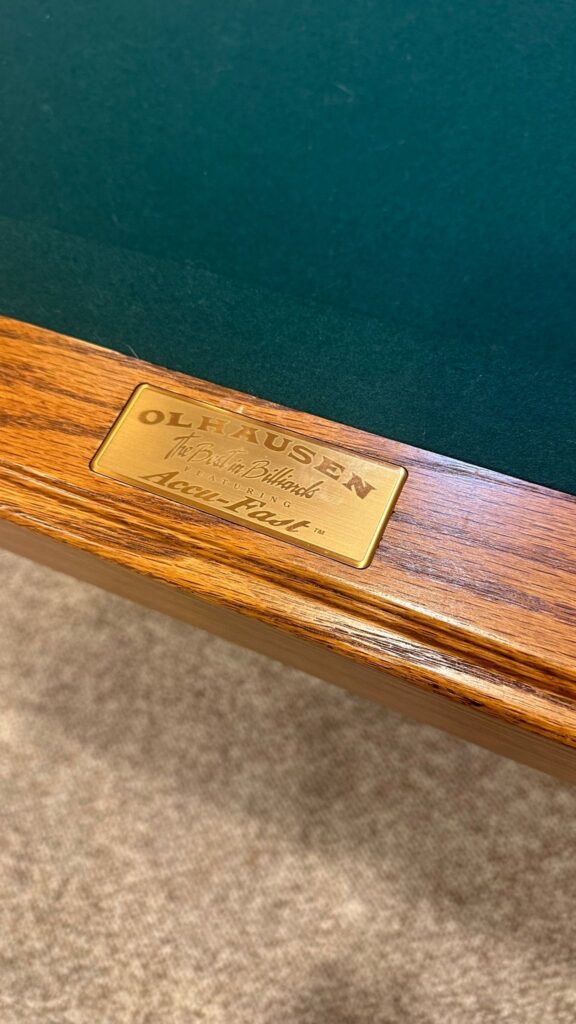 OLHAUSEN
The Best In Billiards
FEATURING
Accu-Fast ™